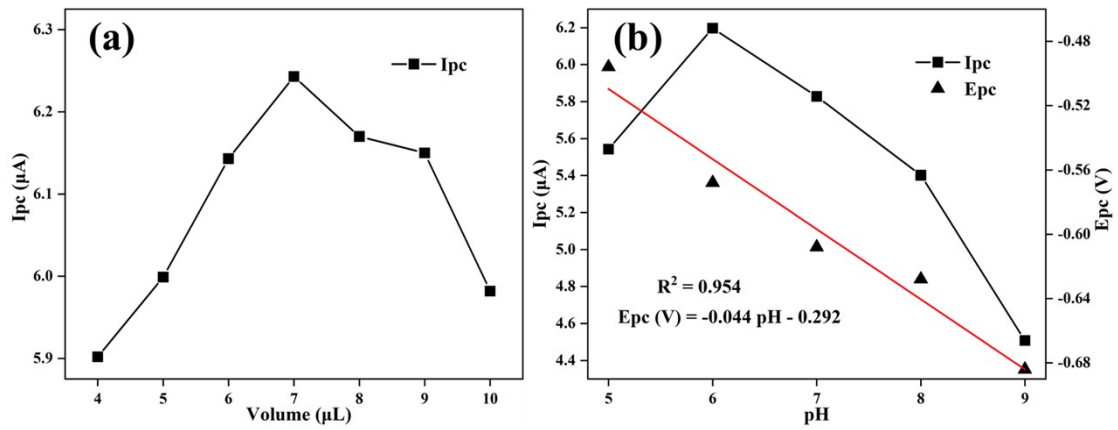 (a)
Ipc
6.3
6.2
6.1
6.0
5.9
Ipc (μA)
4 5 6 7 8 9 10
Volume (μL)
(b)
Ipc
Epc
6.2
6.0
5.8
5.6
5.4
5.2
5.0
4.8
4.6
4.4
Ipc (μA)
R² = 0.954
Epc (V) = -0.044 pH - 0.292
5 6 7 8 9
pH
-0.48
-0.52
-0.56
-0.60
-0.64
-0.68
Epc (V)